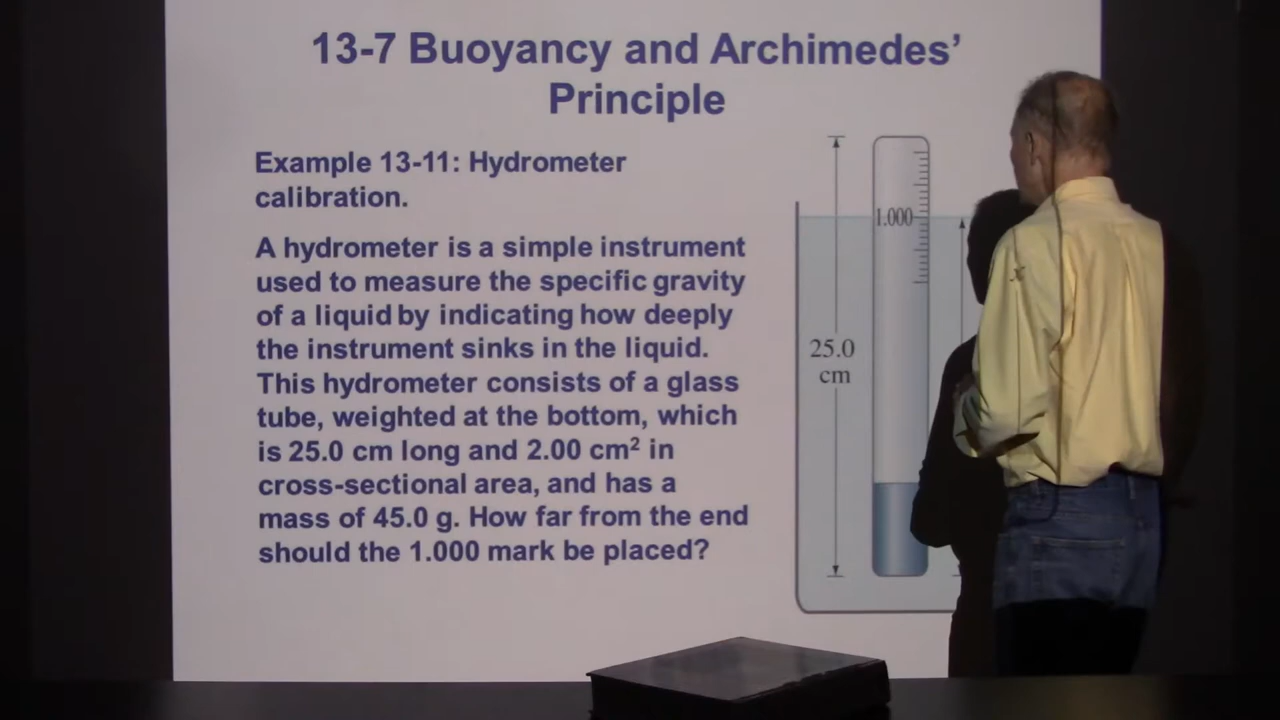 13-7 Buoyancy and Archimedes’
Principle
Example 13-11: Hydrometer
calibration.
A hydrometer is a simple instrument
used to measure the specific gravity
of a liquid by indicating how deeply
the instrument sinks in the liquid.
This hydrometer consists of a glass
tube, weighted at the bottom, which
is 25.0 cm long and 2.00 cm² in
cross-sectional area, and has a
mass of 45.0 g. How far from the end
should the 1.000 mark be placed?
1.000
25.0
cm
x